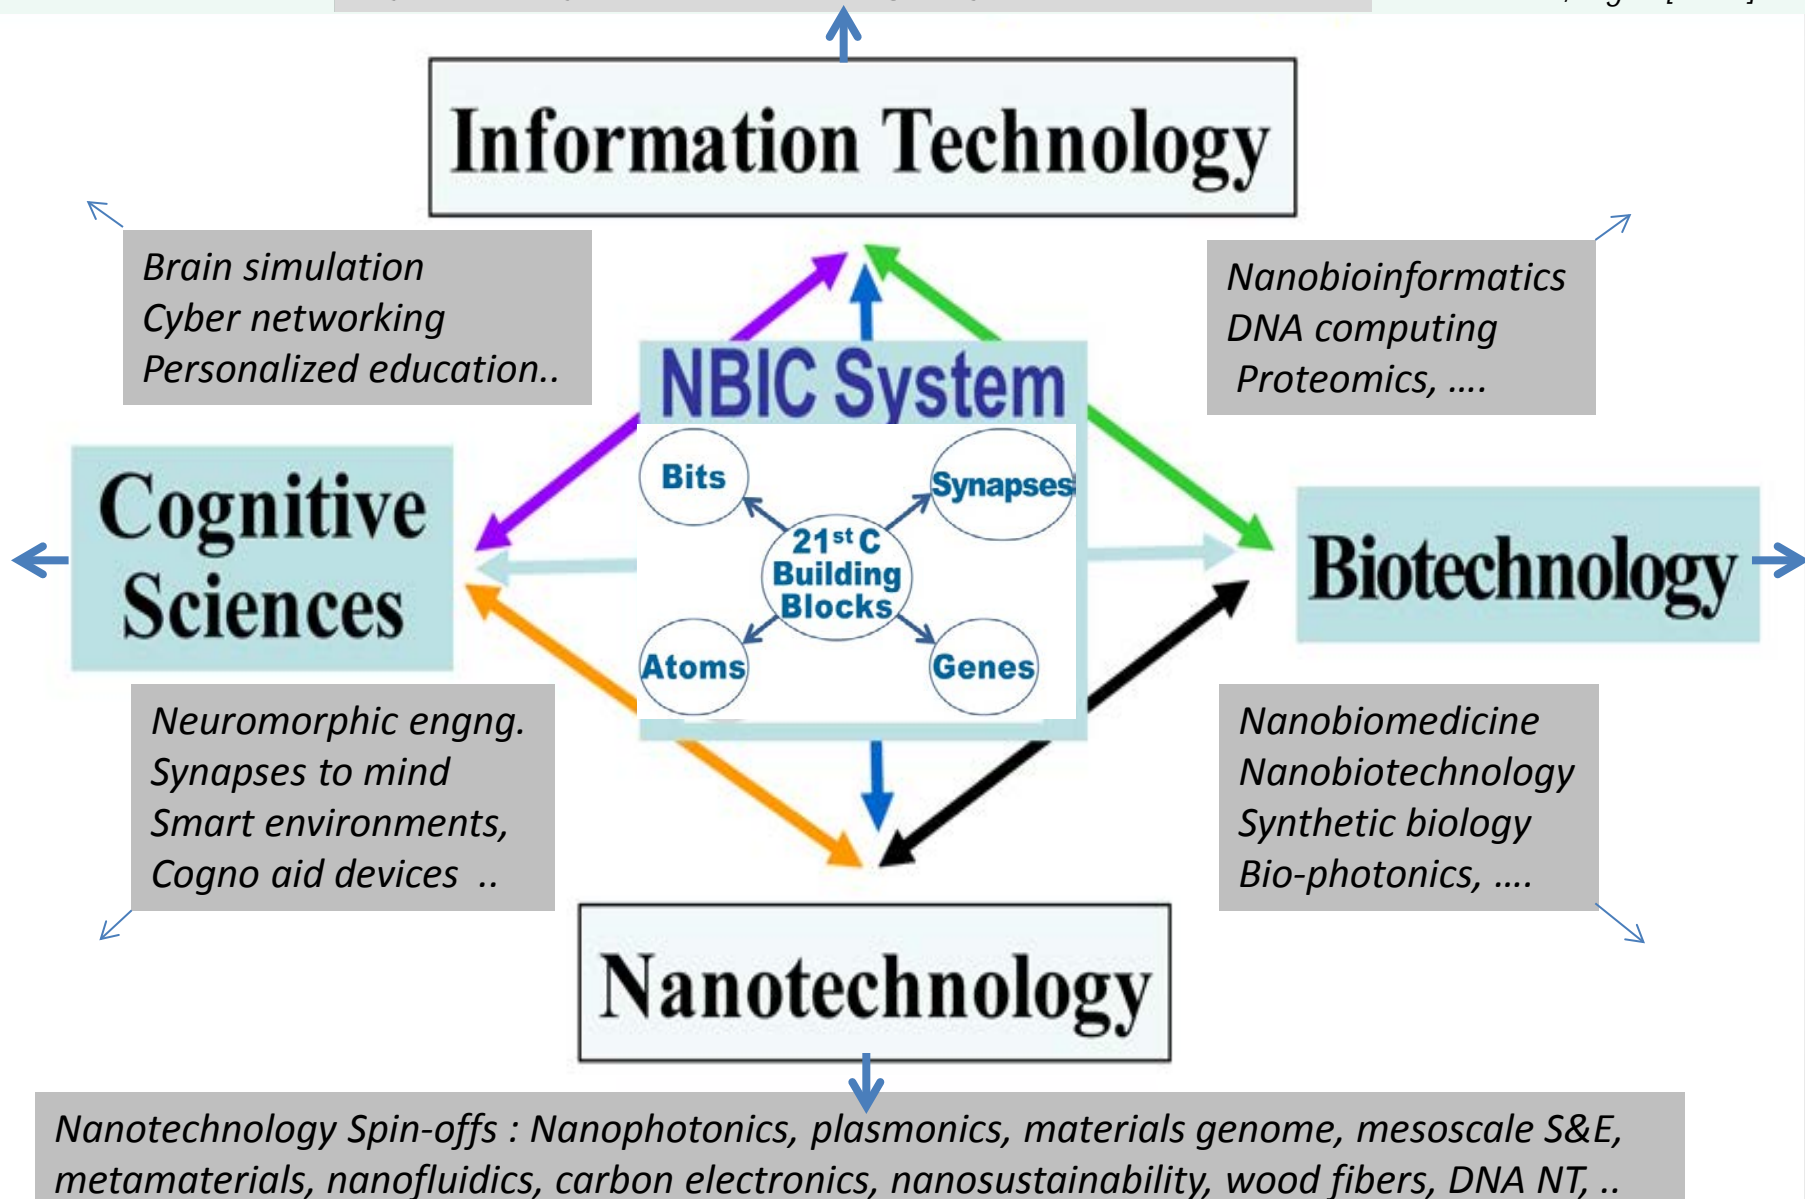 Information Technology
Brain simulation
Cyber networking
Personalized education..
Nanobioinformatics
DNA computing
Proteomics, ....
NBIC System
Bits
Synapses
21st C
Building
Blocks
Atoms
Genes
Cognitive
Sciences
Biotechnology
Neuromorphic engng.
Synapses to mind
Smart environments,
Cogno aid devices ..
Nanobiomedicine
Nanobiotechnology
Synthetic biology
Bio-photonics, ....
Nanotechnology
Nanotechnology Spin-offs : Nanophotonics, plasmonics, materials genome, mesoscale S&E,
metamaterials, nanofluidics, carbon electronics, nanosustainability, wood fibers, DNA NT, ..